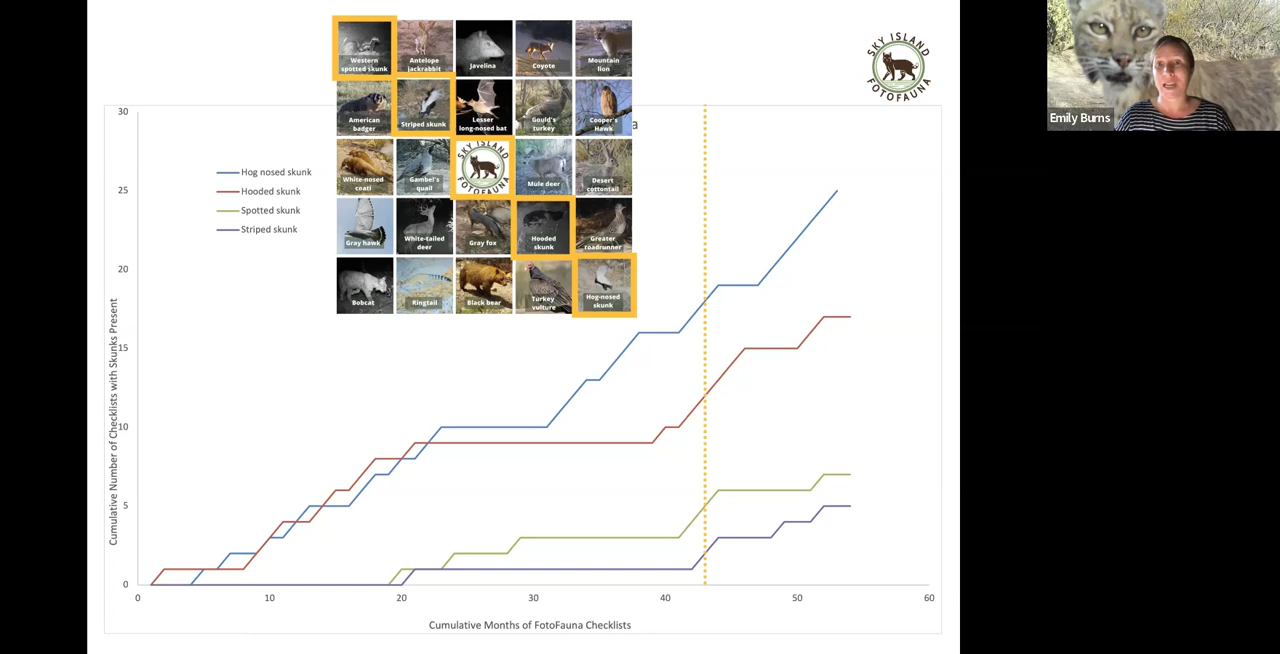 Western
spotted skunk
Antelope
jackrabbit
Javelina
Coyote
Mountain
lion
American
badger
Striped skunk
Lesser
long-nosed bat
Gould's
turkey
Cooper's
Hawk
White-nosed
coati
Gambel's
quail
SKY ISLAND
FOTOFAUNA
Mule deer
Desert
cottontail
Gray hawk
White-tailed
deer
Gray fox
Hooded
skunk
Greater
roadrunner
Bobcat
Ringtail
Black bear
Turkey
vulture
Hog-nosed
skunk
SKY ISLAND
FOTOFAUNA
Emily Burns
a
Hog nosed skunk
Hooded skunk
Spotted skunk
Striped skunk
Cumulative Number of Checklists with Skunks Present
30
25
20
15
10
5
0
0 10 20 30 40 50 60
Cumulative Months of FotoFauna Checklists